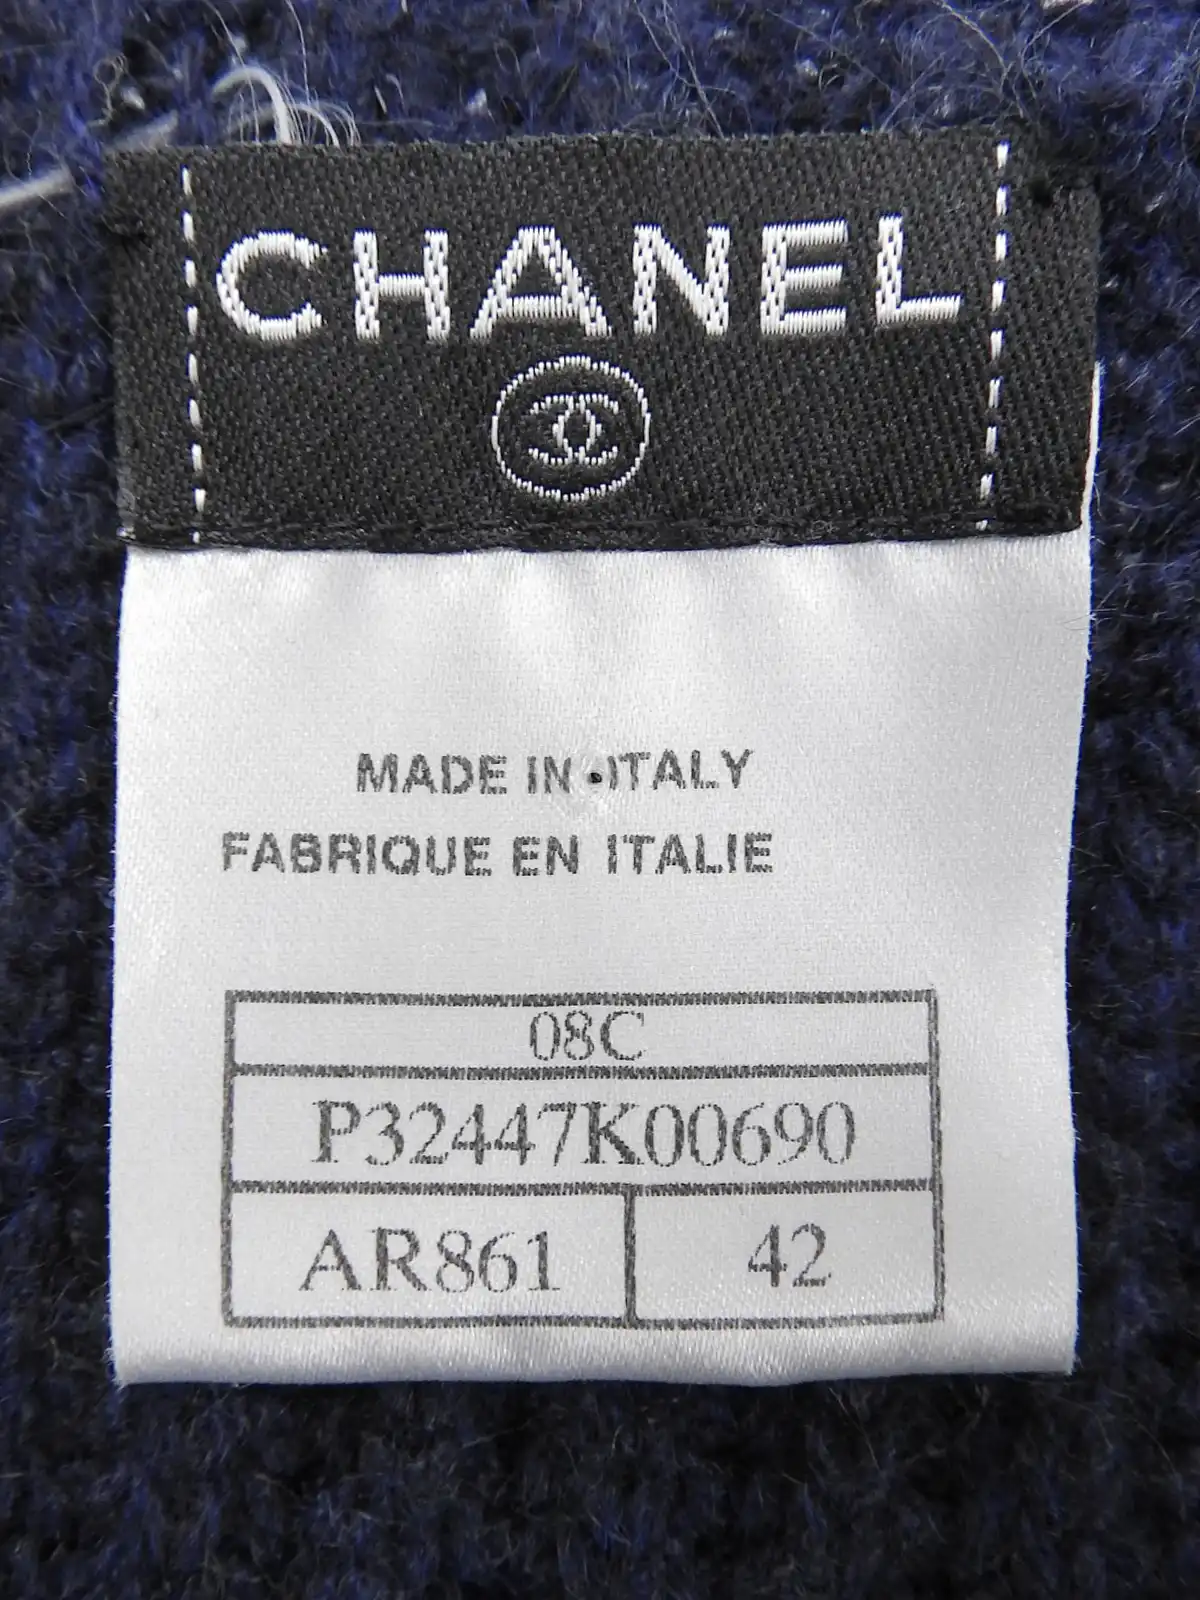 CHANEL
MADE IN ITALY
FABRIQUE EN ITALIE
08C
P32447K00690
AR861 42